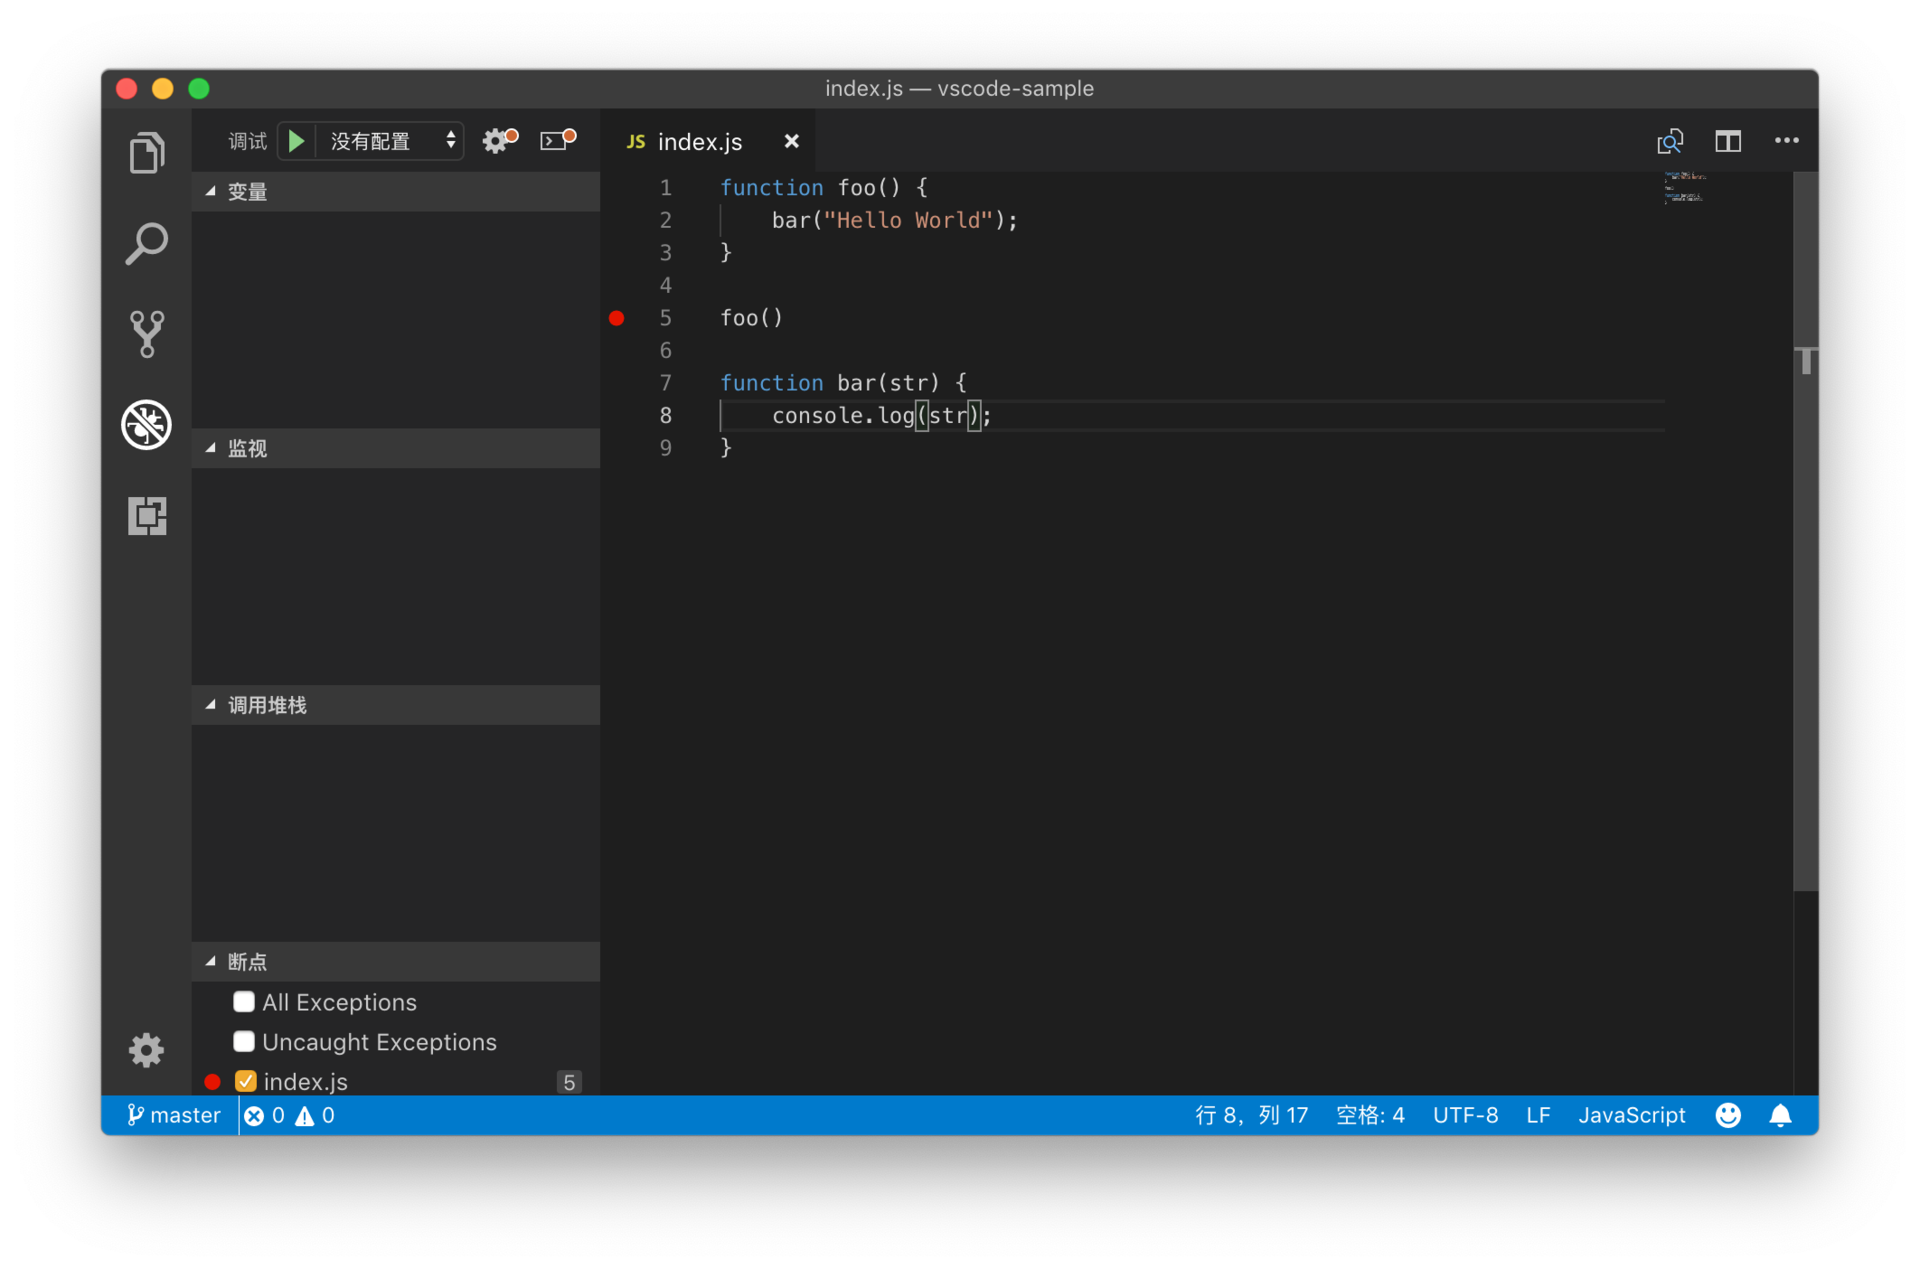 index.js — vscode-sample
调试 没有配置
JS index.js
变量
监视
调用堆栈
断点
All Exceptions
Uncaught Exceptions
index.js 5
1 function foo() {
2 bar("Hello World");
3 }
4
5 foo()
6
7 function bar(str) {
8 console.log(str);
9 }
master 0 0 行 8，列 17 空格: 4 UTF-8 LF JavaScript